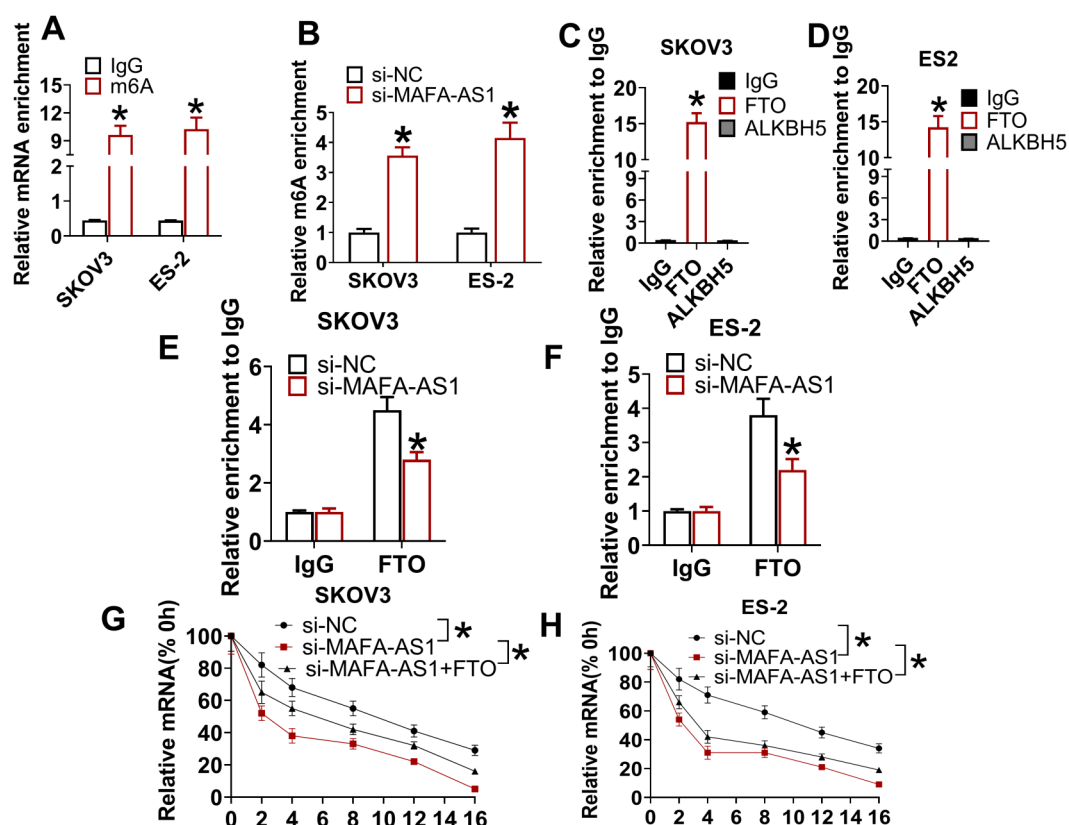 A
Relative mRNA enrichment
IgG
m6A
15
12
9
6
2
1
0
*
*
SKOV3
ES-2
B
Relative m6A enrichment
si-NC
si-MAFA-AS1
5
4
3
2
1
0
*
*
SKOV3
ES-2
C
SKOV3
Relative enrichment to IgG
IgG
FTO
ALKBH5
20
15
10
9
6
3
0
*
IgG
FTO
ALKBH5
D
ES2
Relative enrichment to IgG
IgG
FTO
ALKBH5
20
15
10
9
6
3
0
*
IgG
FTO
ALKBH5
E
SKOV3
Relative enrichment to IgG
si-NC
si-MAFA-AS1
6
4
2
0
*
IgG
FTO
F
ES-2
Relative enrichment to IgG
si-NC
si-MAFA-AS1
5
4
3
2
1
0
*
IgG
FTO
G
SKOV3
Relative mRNA(% 0h)
si-NC
si-MAFA-AS1
si-MAFA-AS1+FTO
*
*
100
80
60
40
20
0
0 2 4 6 8 10 12 14 16
H
ES-2
Relative mRNA(% 0h)
si-NC
si-MAFA-AS1
si-MAFA-AS1+FTO
*
*
100
80
60
40
20
0
0 2 4 6 8 10 12 14 16